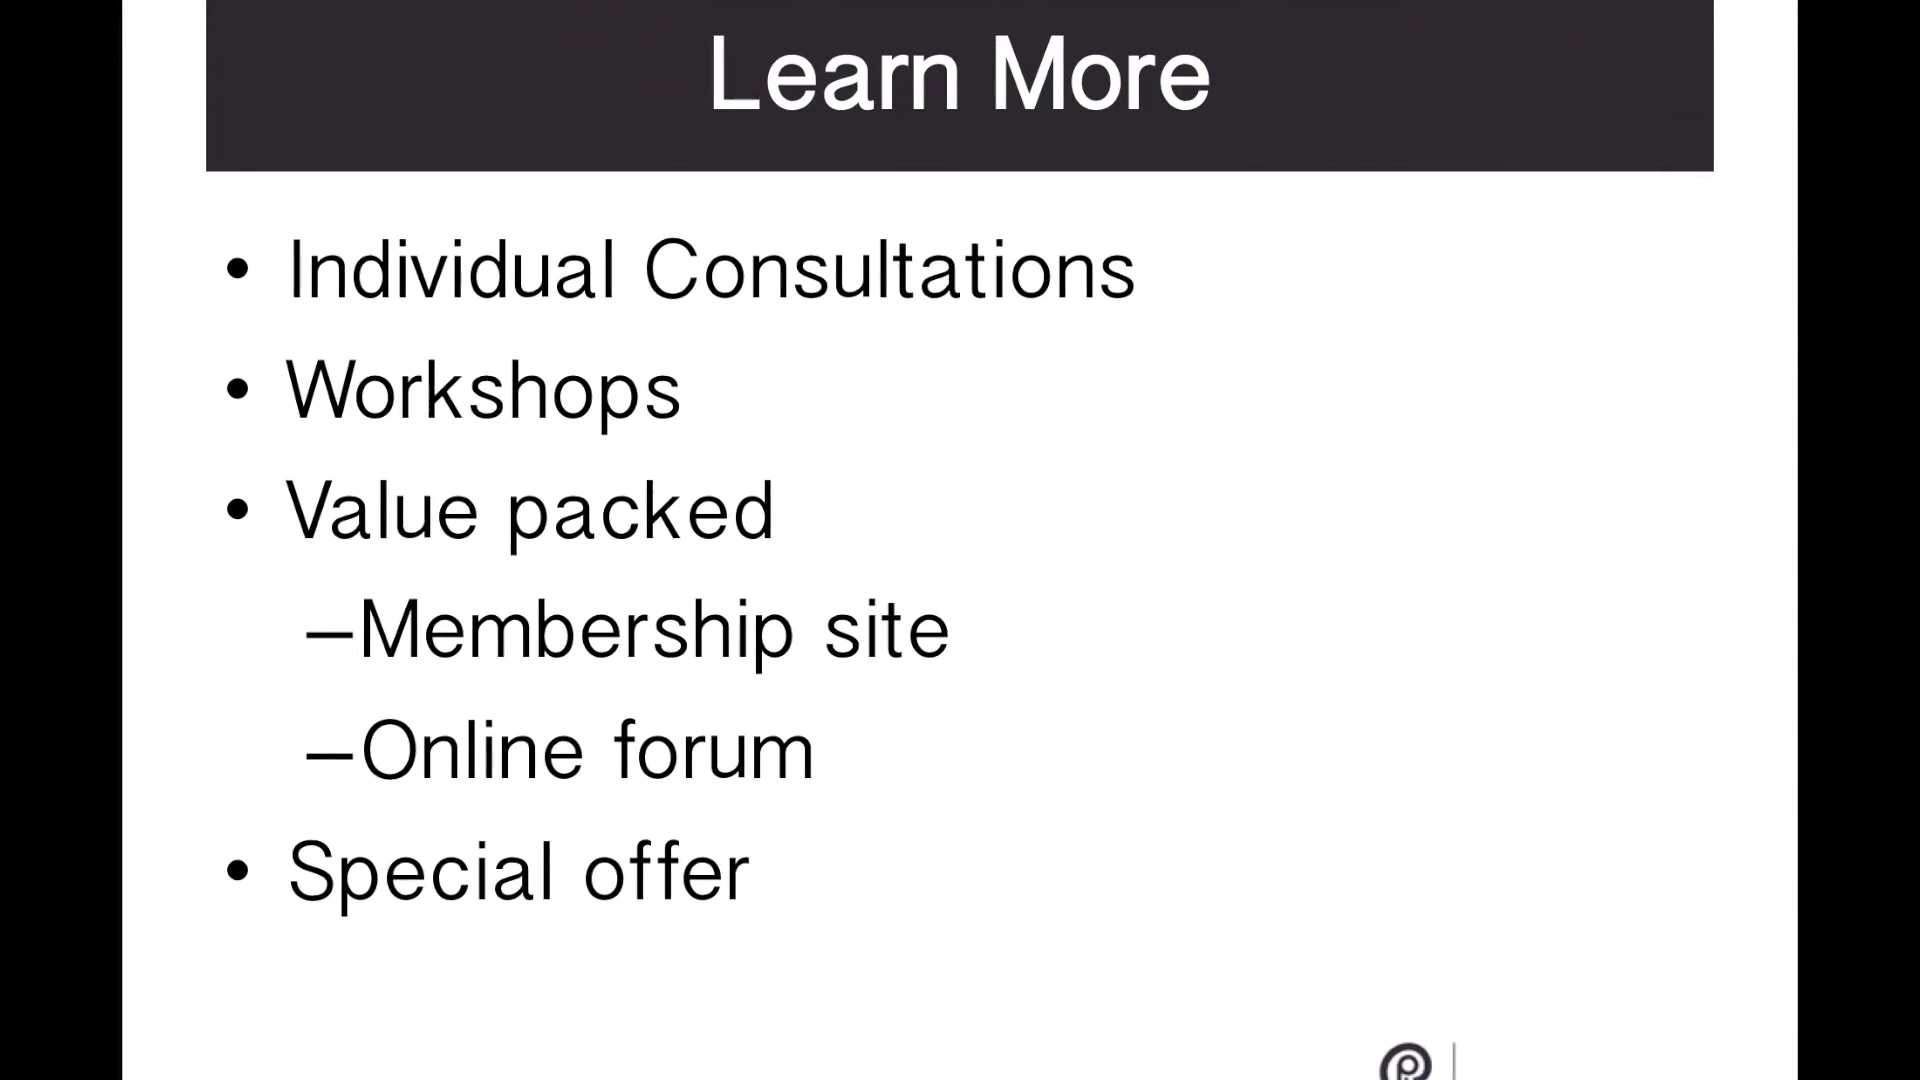 Learn More
• Individual Consultations
• Workshops
• Value packed
–Membership site
–Online forum
• Special offer